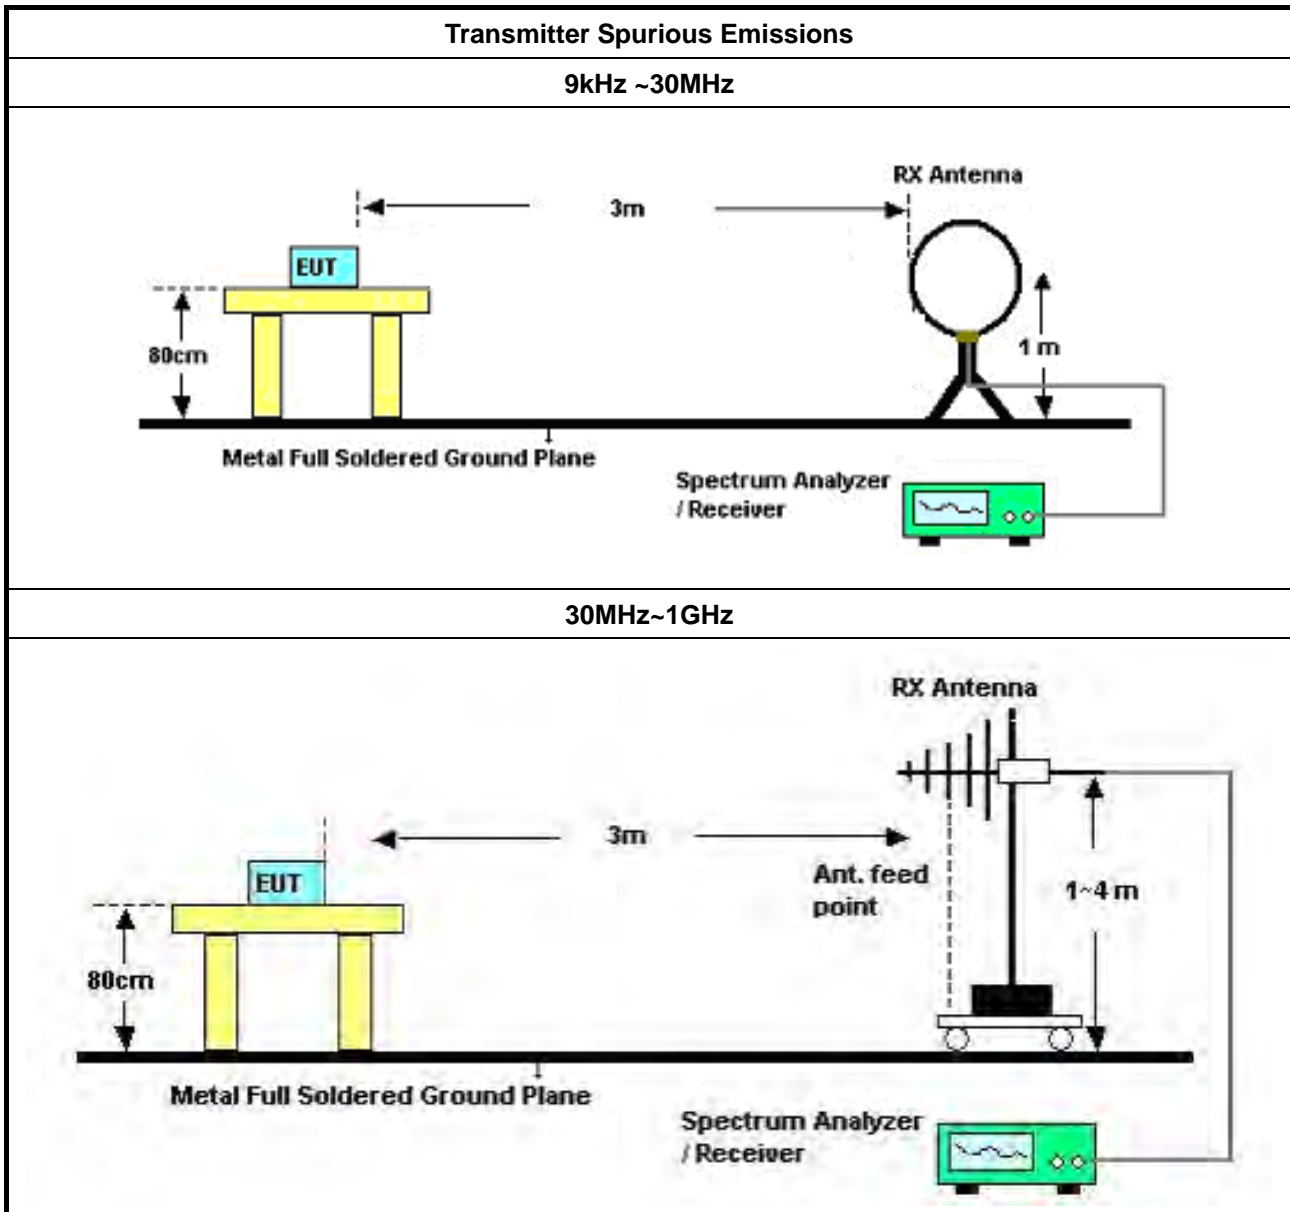 Transmitter Spurious Emissions
9kHz ~30MHz
RX Antenna
3m
EUT
80cm
1 m
Metal Full Soldered Ground Plane
Spectrum Analyzer
/ Receiver
30MHz~1GHz
RX Antenna
3m
EUT
Ant. feed
point
1~4 m
80cm
Metal Full Soldered Ground Plane
Spectrum Analyzer
/ Receiver